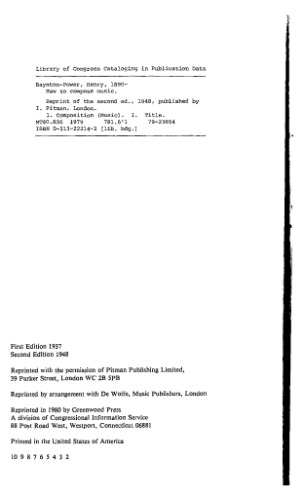 Library of Congress Cataloging in Publication Data
Baynton-Power, Henry, 1890-
How to compose music.
Reprint of the second ed., 1948, published by
I. Pitman, London.
1. Composition (Music). I. Title.
MT40.B36 1979 781.6'1 79-23654
ISBN 0-313-22214-2 [lib. bdg.]
First Edition 1937
Second Edition 1948
Reprinted with the permission of Pitman Publishing Limited,
39 Parker Street, London WC 2B 5PB
Reprinted by arrangement with De Wolfe, Music Publishers, London
Reprinted in 1980 by Greenwood Press
A division of Congressional Information Service
88 Post Road West, Westport, Connecticut 06881
Printed in the United States of America
10 9 8 7 6 5 4 3 2